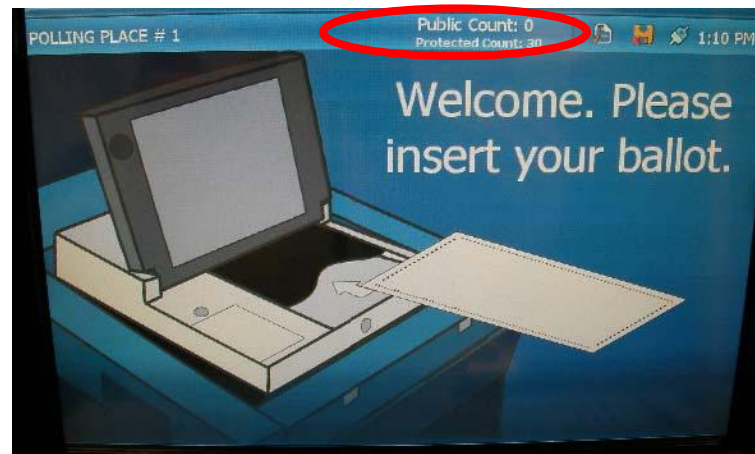 POLLING PLACE # 1
Public Count: 0
Protected Count: 30
1:10 PM
Welcome. Please
insert your ballot.